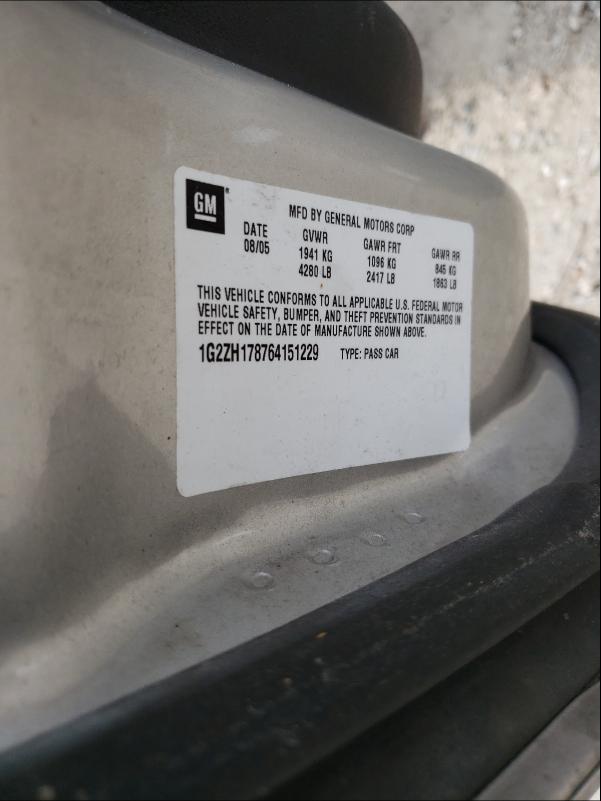 GM
MFD BY GENERAL MOTORS CORP
DATE GVWR GAWR FRT GAWR RR
08/05 1941 KG 1096 KG 845 KG
4280 LB 2417 LB 1863 LB
THIS VEHICLE CONFORMS TO ALL APPLICABLE U.S. FEDERAL MOTOR
VEHICLE SAFETY, BUMPER, AND THEFT PREVENTION STANDARDS IN
EFFECT ON THE DATE OF MANUFACTURE SHOWN ABOVE.
1G2ZH178764151229 TYPE: PASS CAR